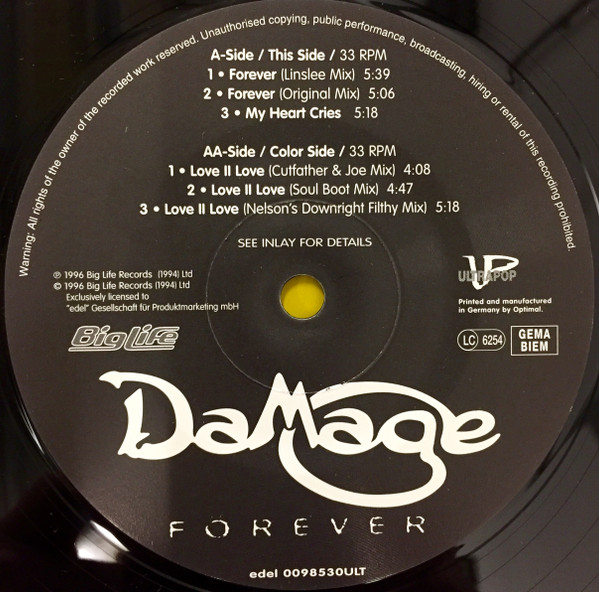 Warning: All rights of the owner of the recorded work reserved. Unauthorised copying, public performance, broadcasting, hiring or rental of this recording prohibited.
A-Side / This Side / 33 RPM
1 • Forever (Linslee Mix) 5:39
2 • Forever (Original Mix) 5:06
3 • My Heart Cries 5:18
AA-Side / Color Side / 33 RPM
1 • Love II Love (Cutfather & Joe Mix) 4:08
2 • Love II Love (Soul Boot Mix) 4:47
3 • Love II Love (Nelson's Downright Filthy Mix) 5:18
SEE INLAY FOR DETAILS
℗ 1996 Big Life Records (1994) Ltd
© 1996 Big Life Records (1994) Ltd
Exclusively licensed to
"edel" Gesellschaft für Produktmarketing mbH
Big Life
UP
ULTRAPOP
Printed and manufactured
in Germany by Optimal.
LC 6254
GEMA
BIEM
Damage
FOREVER
edel 0098530ULT